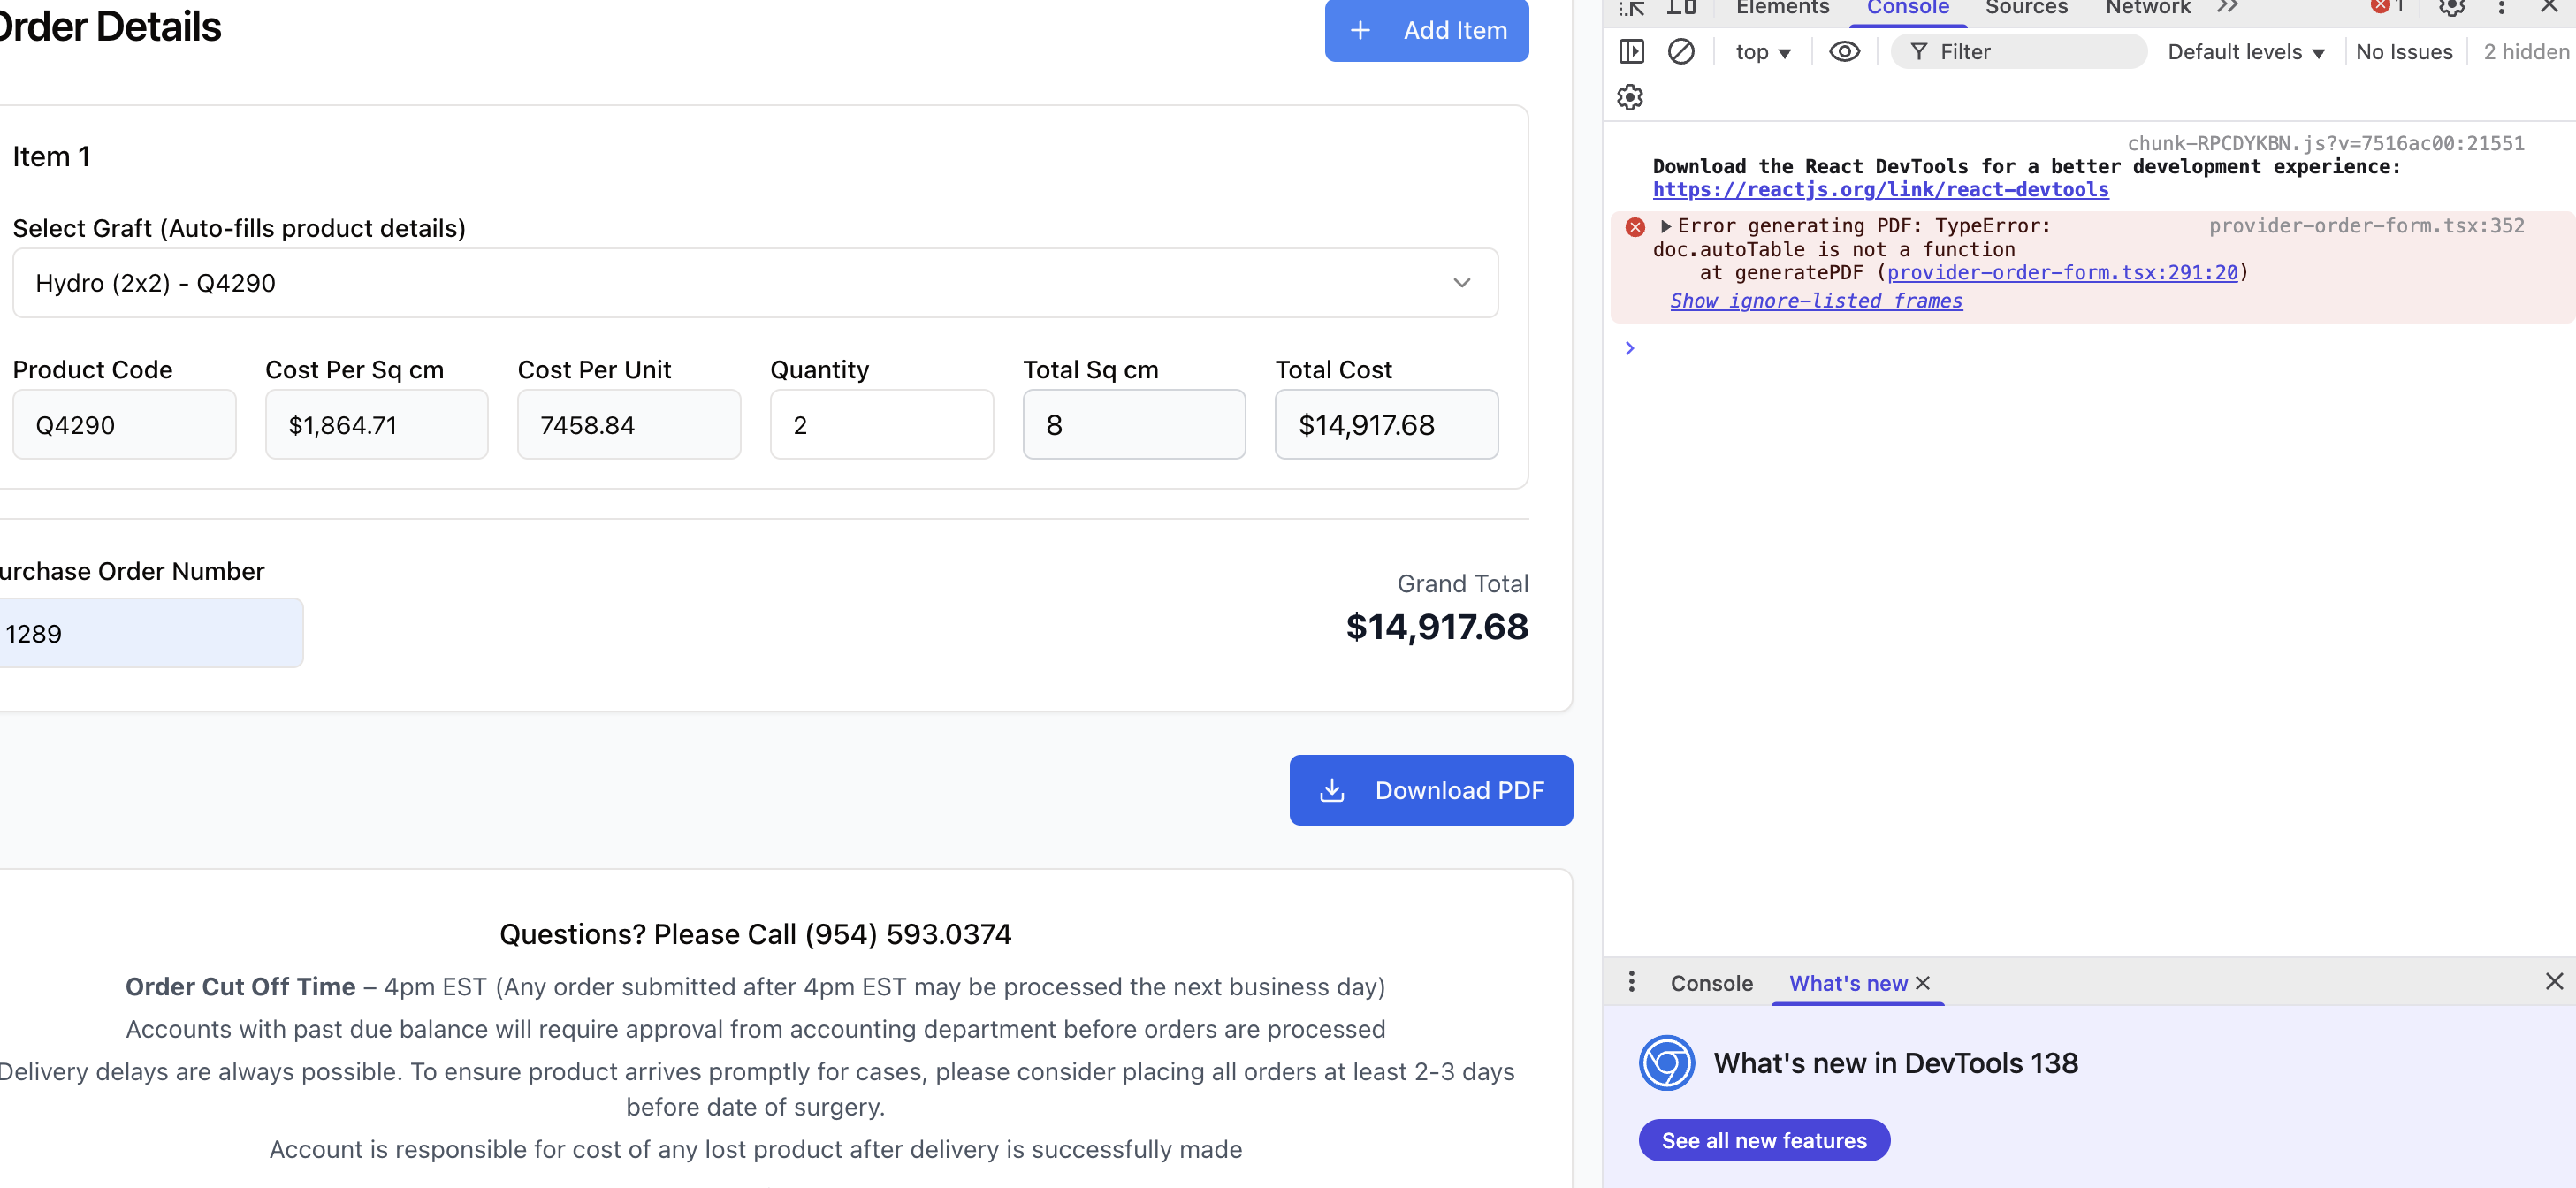 Order Details
Add Item
Item 1
Select Graft (Auto-fills product details)
Hydro (2x2) - Q4290
Product Code Cost Per Sq cm Cost Per Unit Quantity Total Sq cm Total Cost
Q4290 $1,864.71 7458.84 2 8 $14,917.68
urchase Order Number
1289
Grand Total
$14,917.68
Download PDF
Questions? Please Call (954) 593.0374
Order Cut Off Time – 4pm EST (Any order submitted after 4pm EST may be processed the next business day)
Accounts with past due balance will require approval from accounting department before orders are processed
Delivery delays are always possible. To ensure product arrives promptly for cases, please consider placing all orders at least 2-3 days
before date of surgery.
Account is responsible for cost of any lost product after delivery is successfully made
Elements Console Sources Network 1
top Filter Default levels No Issues 2 hidden
chunk-RPCDYKBN.js?v=7516ac00:21551
Download the React DevTools for a better development experience:
https://reactjs.org/link/react-devtools
Error generating PDF: TypeError: provider-order-form.tsx:352
doc.autoTable is not a function
at generatePDF (provider-order-form.tsx:291:20)
Show ignore-listed frames
Console What's new
What's new in DevTools 138
See all new features